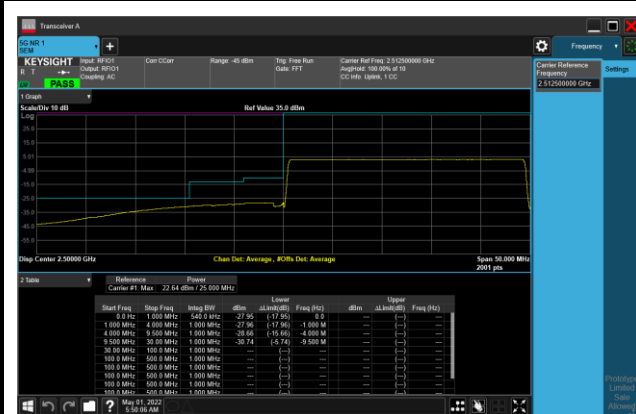 Transceiver A
5G NR 1
SEM
Frequency
KEYSIGHT
R T
PASS
Input: RFIO1
Output: RFIO1
Coupling: AC
Corr CCorr
Range: -45 dBm
Trig: Free Run
Gate: FFT
Carrier Ref Freq: 2.512500000 GHz
Avg|Hold: 100.00% of 10
CC Info: Uplink, 1 CC
Carrier Reference
Frequency
2.512500000 GHz
Settings
1 Graph
Scale/Div 10 dB
Ref Value 35.0 dBm
Log
25.0
15.0
5.01
-4.99
-15.0
-25.0
-35.0
-45.0
-55.0
Disp Center 2.50000 GHz
Chan Det: Average, #Offs Det: Average
Span 50.000 MHz
2001 pts
2 Table
Reference Power
Carrier #1: Max 22.64 dBm / 25.000 MHz
Lower Upper
Start Freq Stop Freq Integ BW dBm ΔLimit(dB) Freq (Hz) dBm ΔLimit(dB) Freq (Hz)
0.0 Hz 1.000 MHz 540.0 kHz -27.95 (-17.95) 0.0 --- (---) ---
1.000 MHz 4.000 MHz 1.000 MHz -27.96 (-17.96) -1.000 M --- (---) ---
4.000 MHz 9.500 MHz 1.000 MHz -28.66 (-15.66) -4.000 M --- (---) ---
9.500 MHz 30.00 MHz 1.000 MHz -30.74 (-5.74) -9.500 M --- (---) ---
30.00 MHz 100.0 MHz 1.000 MHz --- (---) --- --- (---) ---
100.0 MHz 500.0 MHz 1.000 MHz --- (---) --- --- (---) ---
100.0 MHz 500.0 MHz 1.000 MHz --- (---) --- --- (---) ---
100.0 MHz 500.0 MHz 1.000 MHz --- (---) --- --- (---) ---
100.0 MHz 500.0 MHz 1.000 MHz --- (---) --- --- (---) ---
May 01, 2022
5:50:06 AM
Prototype
Limited
Sale
Allowed